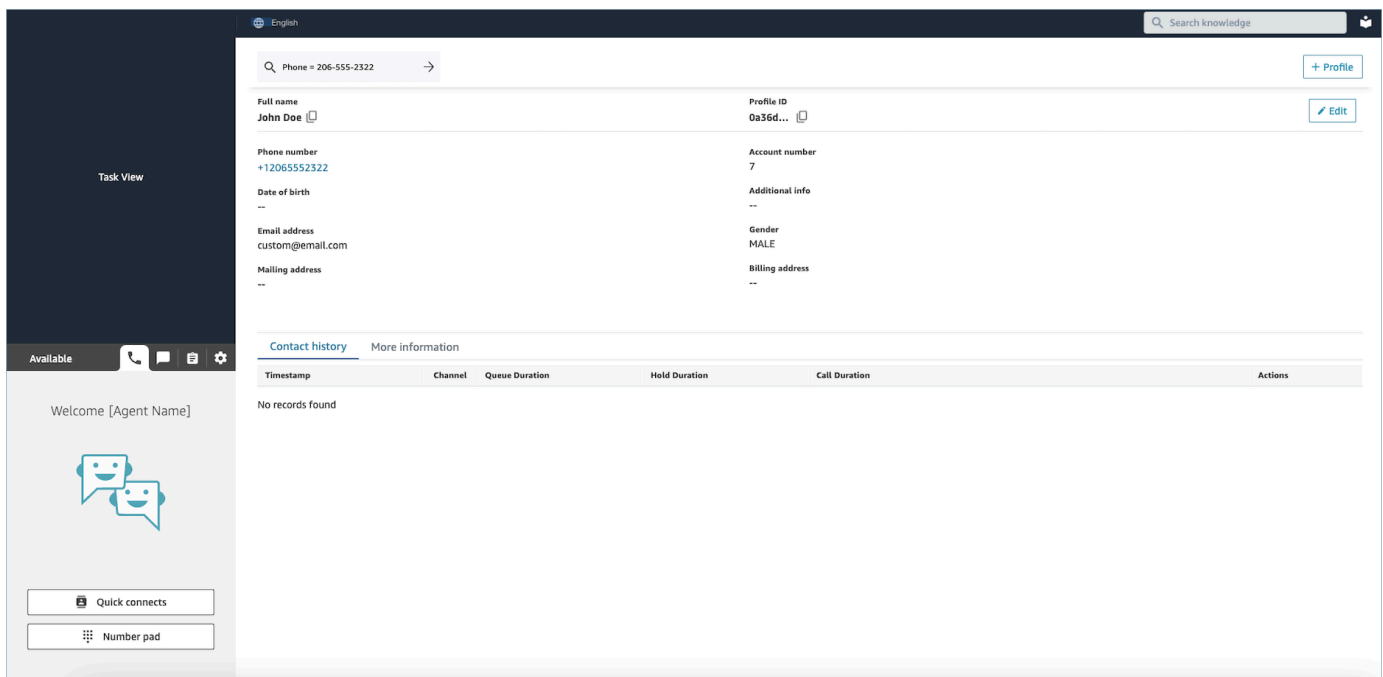 English
Search knowledge
Phone = 206-555-2322
+ Profile
Full name
John Doe
Profile ID
0a36d...
Edit
Phone number
+12065552322
Account number
7
Task View
Date of birth
--
Additional info
--
Email address
custom@email.com
Gender
MALE
Mailing address
--
Billing address
--
Contact history
More information
Available
Timestamp
Channel
Queue Duration
Hold Duration
Call Duration
Actions
No records found
Welcome [Agent Name]
Quick connects
Number pad